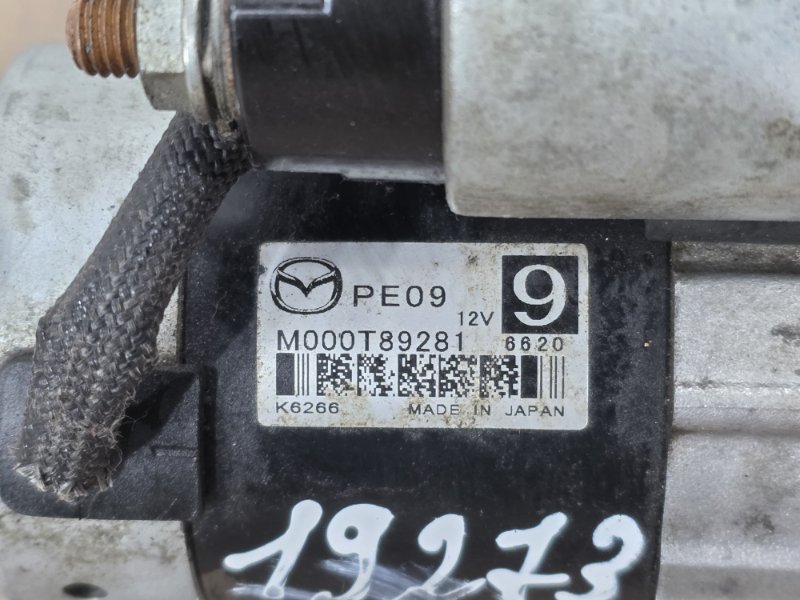 PE09
12V 9
M000T89281 6620
K6266 MADE IN JAPAN
19273